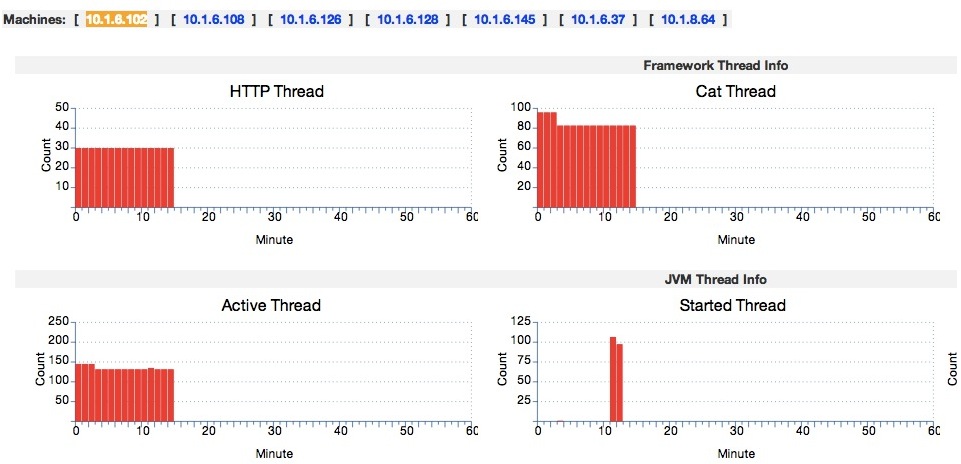 Machines: [ 10.1.6.102 ] [ 10.1.6.108 ] [ 10.1.6.126 ] [ 10.1.6.128 ] [ 10.1.6.145 ] [ 10.1.6.37 ] [ 10.1.8.64 ]
Framework Thread Info
HTTP Thread
50
40
30
20
10
Count
0 10 20 30 40 50 60
Minute
Cat Thread
100
80
60
40
20
Count
0 10 20 30 40 50 60
Minute
JVM Thread Info
Active Thread
250
200
150
100
50
Count
0 10 20 30 40 50 60
Minute
Started Thread
125
100
75
50
25
Count
0 10 20 30 40 50 60
Minute
Count